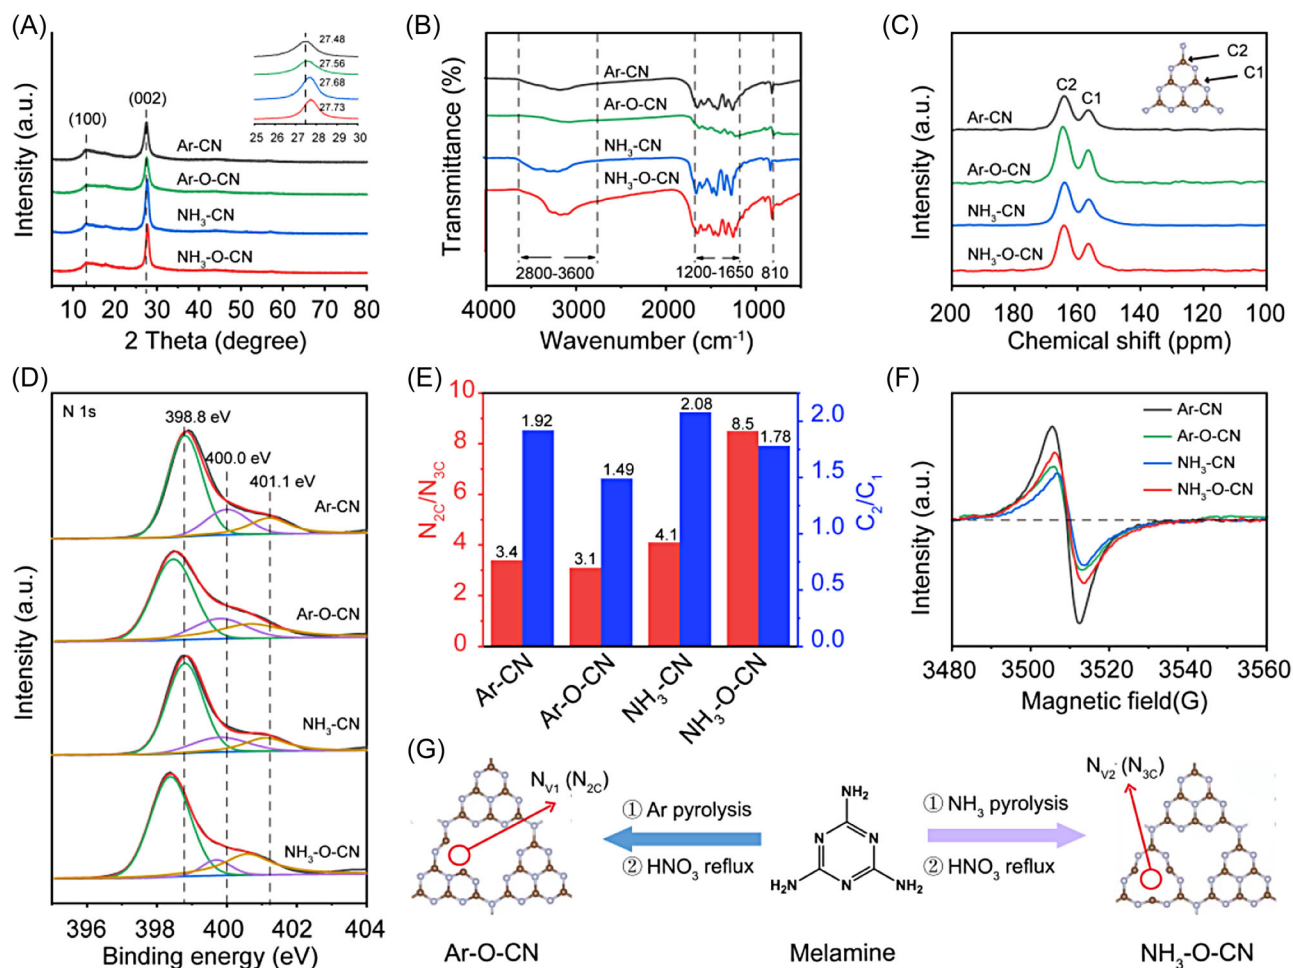 (A)
Intensity (a.u.)
(100)
(002)
27.48
27.56
27.68
27.73
25 26 27 28 29 30
Ar-CN
Ar-O-CN
NH₃-CN
NH₃-O-CN
10 20 30 40 50 60 70 80
2 Theta (degree)
(B)
Transmittance (%)
Ar-CN
Ar-O-CN
NH₃-CN
NH₃-O-CN
2800-3600
1200-1650
810
4000 3000 2000 1000
Wavenumber (cm⁻¹)
(C)
Intensity (a.u.)
C2
C1
C2
C1
Ar-CN
Ar-O-CN
NH₃-CN
NH₃-O-CN
200 180 160 140 120 100
Chemical shift (ppm)
(D)
Intensity (a.u.)
N 1s
398.8 eV
400.0 eV
401.1 eV
Ar-CN
Ar-O-CN
NH₃-CN
NH₃-O-CN
396 398 400 402 404
Binding energy (eV)
(E)
N₂C/N₃C
10
8
6
4
2
0
3.4
1.92
3.1
1.49
4.1
2.08
8.5
1.78
2.0
1.5
1.0
0.5
0.0
C₂/C₁
Ar-CN
Ar-O-CN
NH₃-CN
NH₃-O-CN
(F)
Intensity (a.u.)
Ar-CN
Ar-O-CN
NH₃-CN
NH₃-O-CN
3480 3500 3520 3540 3560
Magnetic field(G)
(G)
Nv1 (N2C)
① Ar pyrolysis
② HNO₃ reflux
NH₂
N
N
N
H₂N
NH₂
① NH₃ pyrolysis
② HNO₃ reflux
Nv2 (N3C)
Ar-O-CN
Melamine
NH₃-O-CN